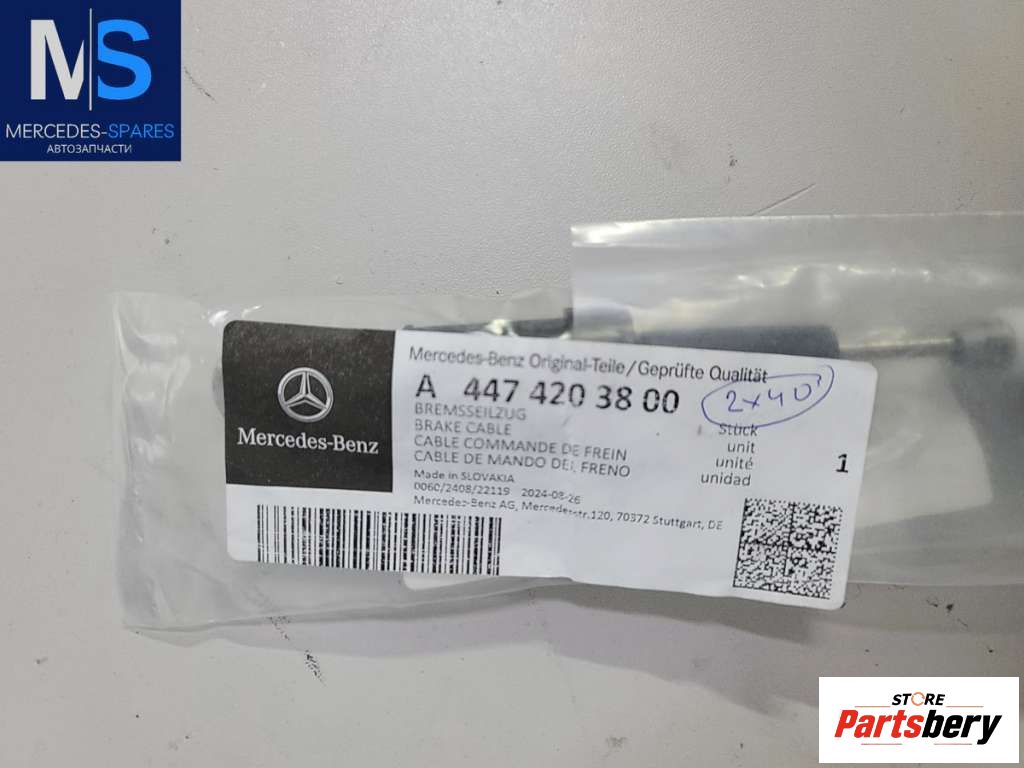 MS
MERCEDES-SPARES
АВТОЗАПЧАСТИ
Mercedes-Benz
Mercedes-Benz Original-Teile/Geprüfte Qualität
A 447 420 38 00
2x40
BREMSSEILZUG
BRAKE CABLE
CABLE COMMANDE DE FREIN
CABLE DE MANDO DEL FRENO
Stück
unit
unité
unidad
1
Made in SLOVAKIA
0060/2408/22119 2024-08-26
Mercedes-Benz AG, Mercedesstr.120, 70372 Stuttgart, DE
STORE
Partsbery